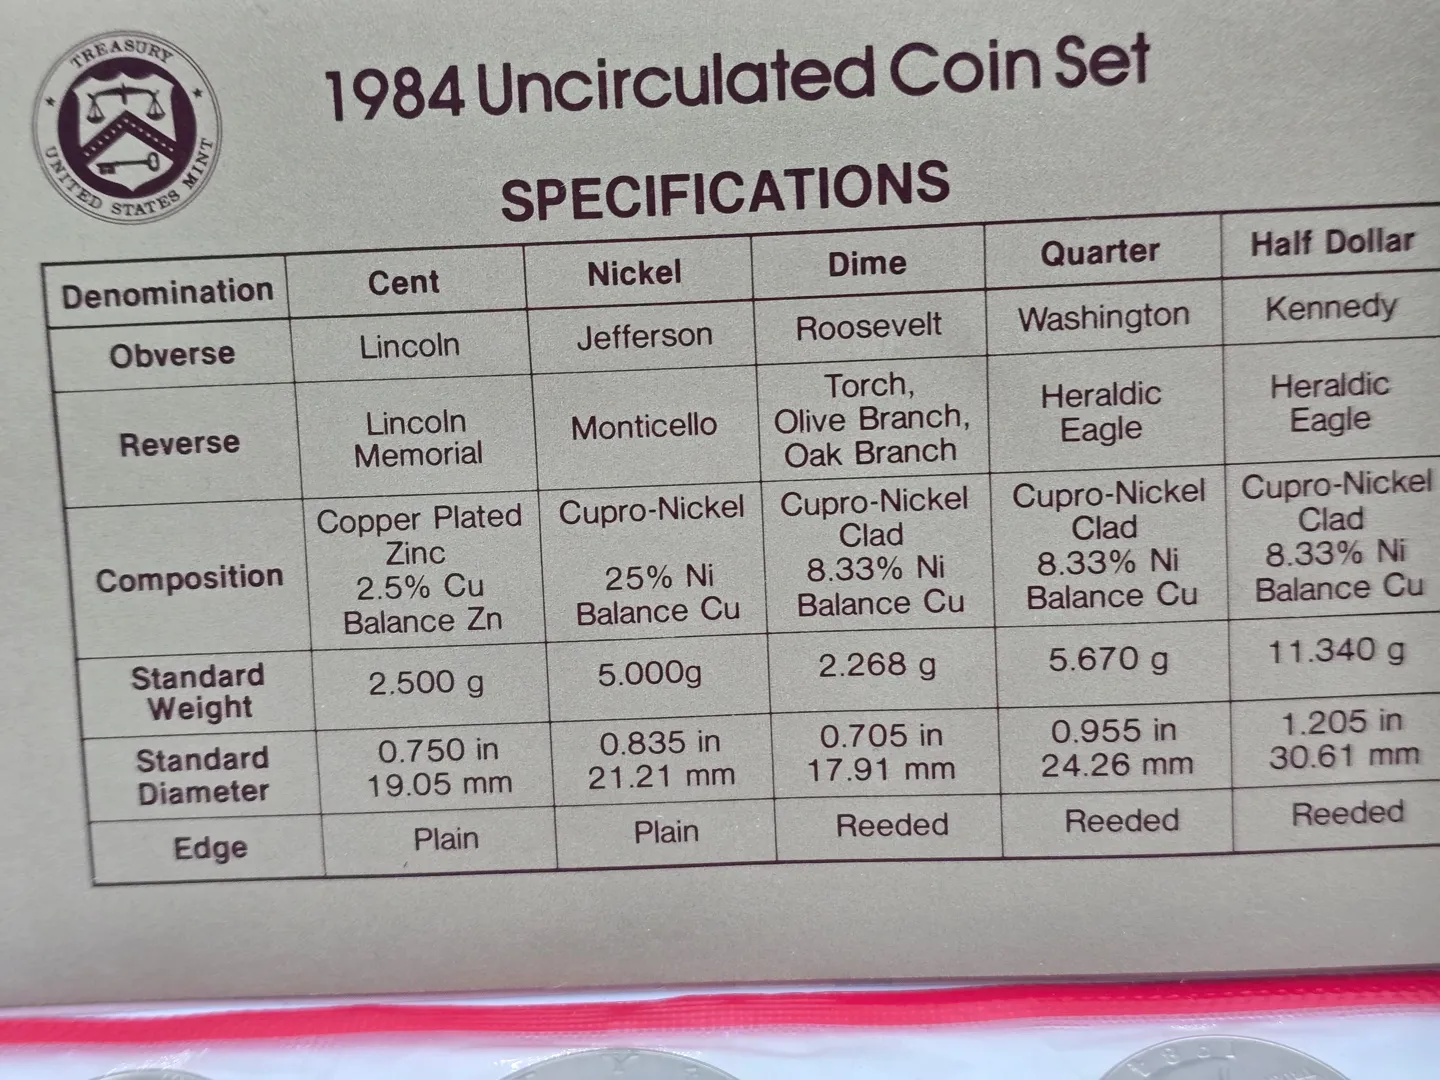 TREASURY
UNITED STATES MINT
1984 Uncirculated Coin Set
SPECIFICATIONS
Denomination Cent Nickel Dime Quarter Half Dollar
Obverse Lincoln Jefferson Roosevelt Washington Kennedy
Reverse Lincoln Memorial Monticello Torch, Olive Branch, Oak Branch Heraldic Eagle Heraldic Eagle
Composition Copper Plated Zinc 2.5% Cu Balance Zn Cupro-Nickel 25% Ni Balance Cu Cupro-Nickel Clad 8.33% Ni Balance Cu Cupro-Nickel Clad 8.33% Ni Balance Cu Cupro-Nickel Clad 8.33% Ni Balance Cu
Standard Weight 2.500 g 5.000g 2.268 g 5.670 g 11.340 g
Standard Diameter 0.750 in 19.05 mm 0.835 in 21.21 mm 0.705 in 17.91 mm 0.955 in 24.26 mm 1.205 in 30.61 mm
Edge Plain Plain Reeded Reeded Reeded